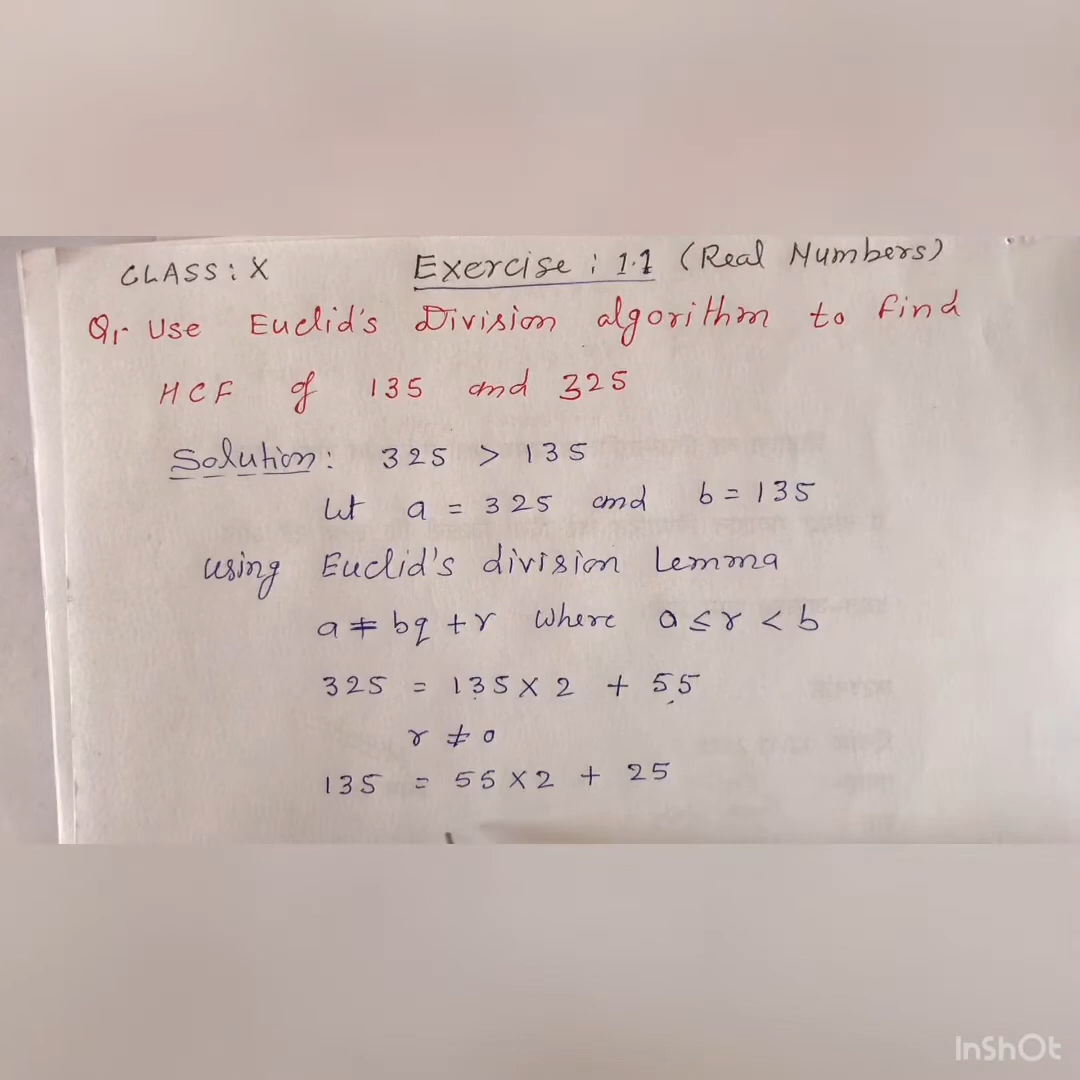 CLASS: X Exercise: 1.1 (Real Numbers)
Q1- Use Euclid's Division algorithm to find
HCF of 135 and 325
Solution: 325 > 135
Let a = 325 and b = 135
using Euclid's division Lemma
a ≠ bq + r where a ≤ r < b
325 = 135 × 2 + 55
r ≠ 0
135 = 55 × 2 + 25
InShOt